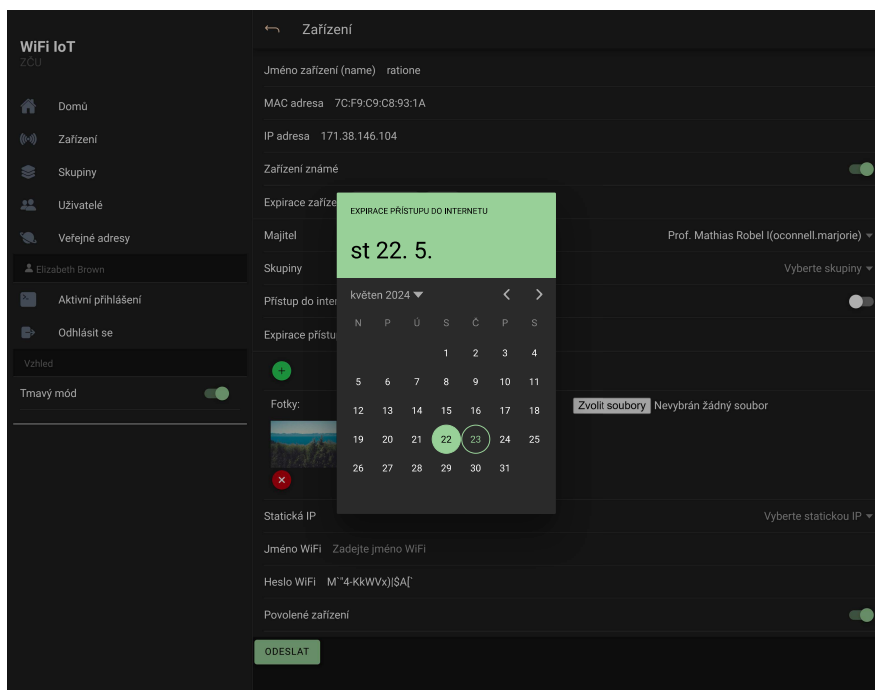 WiFi IoT
ZČU
Domů
Zařízení
Skupiny
Uživatelé
Veřejné adresy
Elizabeth Brown
Aktivní přihlášení
Odhlásit se
Vzhled
Tmavý mód
Zařízení
Jméno zařízení (name) ratione
MAC adresa 7C:F9:C9:C8:93:1A
IP adresa 171.38.146.104
Zařízení známé
Expirace zaříze
Majitel Prof. Mathias Robel I(oconnell.marjorie)
Skupiny Vyberte skupiny
Přístup do inter
Expirace přístu
Fotky:
Zvolit soubory Nevybrán žádný soubor
Statická IP Vyberte statickou IP
Jméno WiFi Zadejte jméno WiFi
Heslo WiFi M`"4-KkWVx)|$A[`
Povolené zařízení
ODESLAT
EXPIRACE PŘÍSTUPU DO INTERNETU
st 22. 5.
květen 2024
N P Ú S Č P S
1 2 3 4
5 6 7 8 9 10 11
12 13 14 15 16 17 18
19 20 21 22 23 24 25
26 27 28 29 30 31